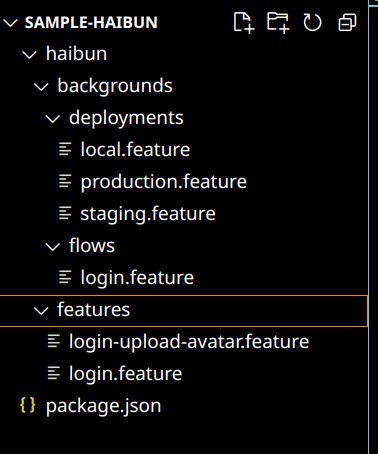 SAMPLE-HAIBUN
haibun
backgrounds
deployments
local.feature
production.feature
staging.feature
flows
login.feature
features
login-upload-avatar.feature
login.feature
{} package.json